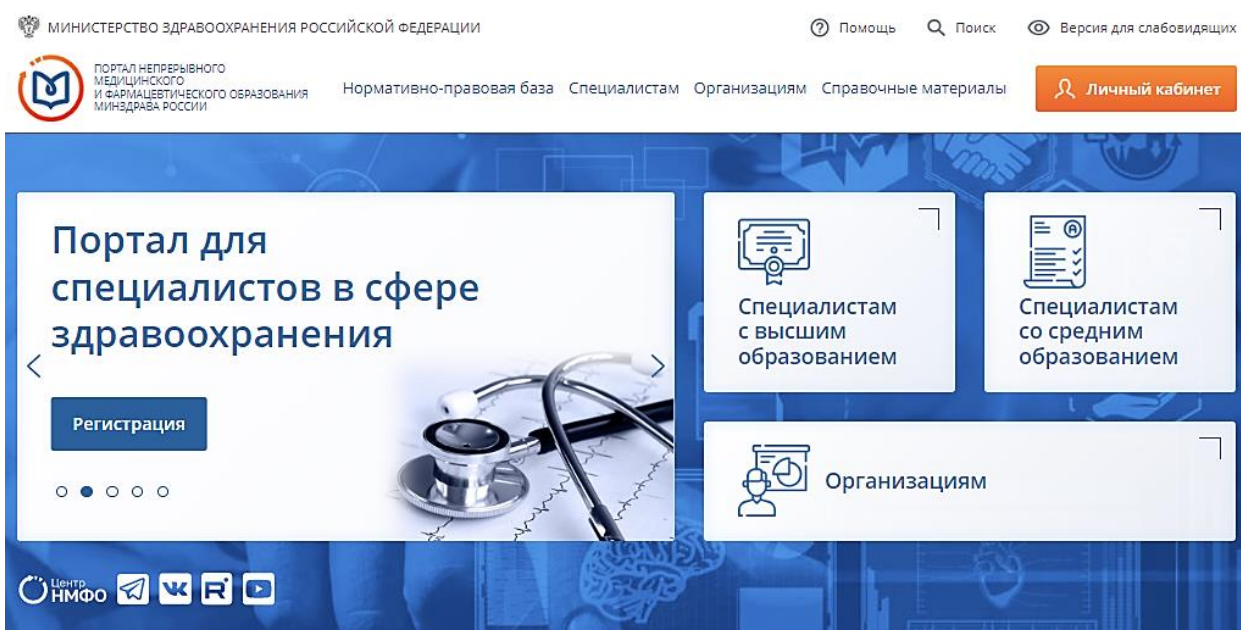 МИНИСТЕРСТВО ЗДРАВООХРАНЕНИЯ РОССИЙСКОЙ ФЕДЕРАЦИИ
Помощь
Поиск
Версия для слабовидящих
ПОРТАЛ НЕПРЕРЫВНОГО
МЕДИЦИНСКОГО
И ФАРМАЦЕВТИЧЕСКОГО ОБРАЗОВАНИЯ
МИНЗДРАВА РОССИИ
Нормативно-правовая база
Специалистам
Организациям
Справочные материалы
Личный кабинет
Портал для
специалистов в сфере
здравоохранения
Регистрация
Специалистам
с высшим
образованием
Специалистам
со средним
образованием
Организациям
Центр
НМФО